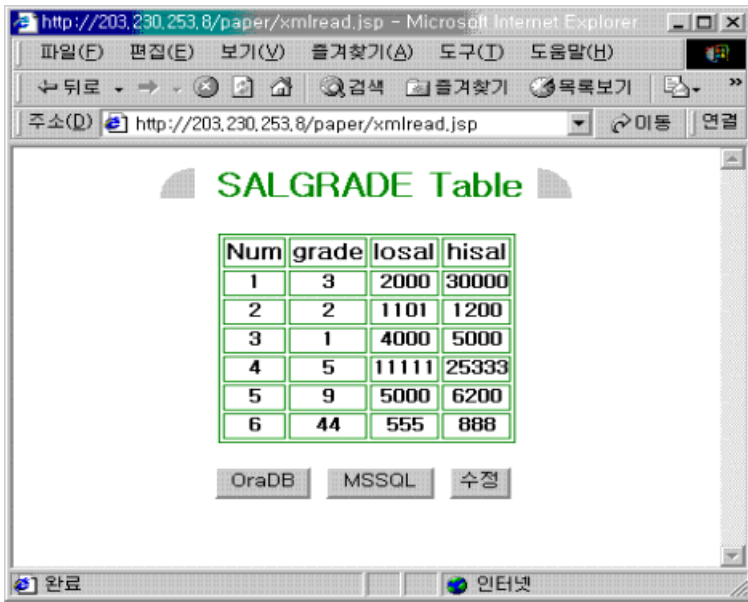 http://203,230,253,8/paper/xmlread.jsp - Microsoft Internet Explorer
파일(F) 편집(E) 보기(V) 즐겨찾기(A) 도구(T) 도움말(H)
뒤로 검색 즐겨찾기 목록보기 »
주소(D) http://203,230,253,8/paper/xmlread.jsp 이동 연결
SALGRADE Table
Num grade losal hisal
1 3 2000 30000
2 2 1101 1200
3 1 4000 5000
4 5 11111 25333
5 9 5000 6200
6 44 555 888
OraDB MSSQL 수정
완료 인터넷